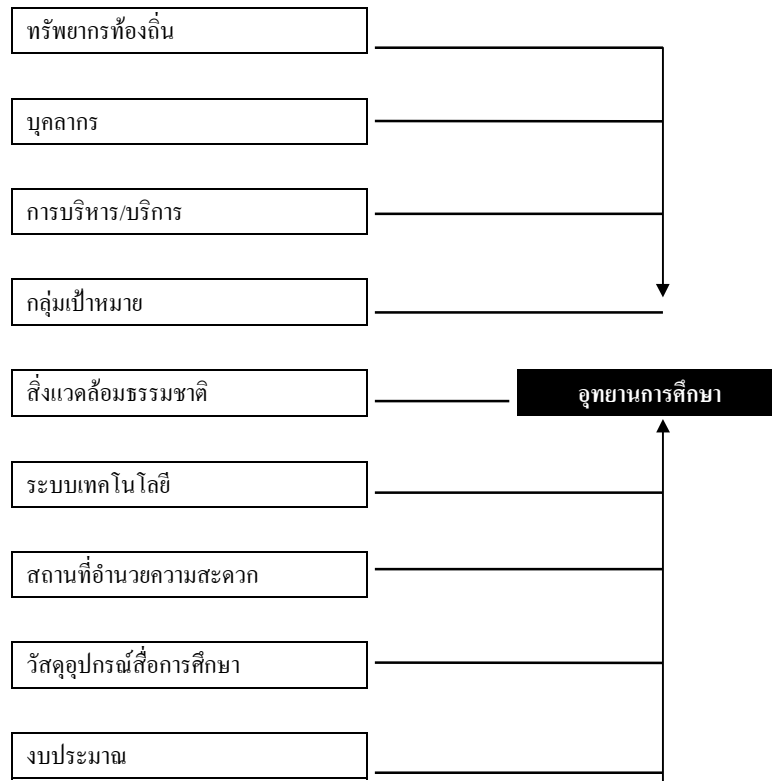 ทรัพยากรท้องถิ่น
บุคลากร
การบริหาร/บริการ
กลุ่มเป้าหมาย
สิ่งแวดล้อมธรรมชาติ
อุทยานการศึกษา
ระบบเทคโนโลยี
สถานที่อำนวยความสะดวก
วัสดุอุปกรณ์สื่อการศึกษา
งบประมาณ